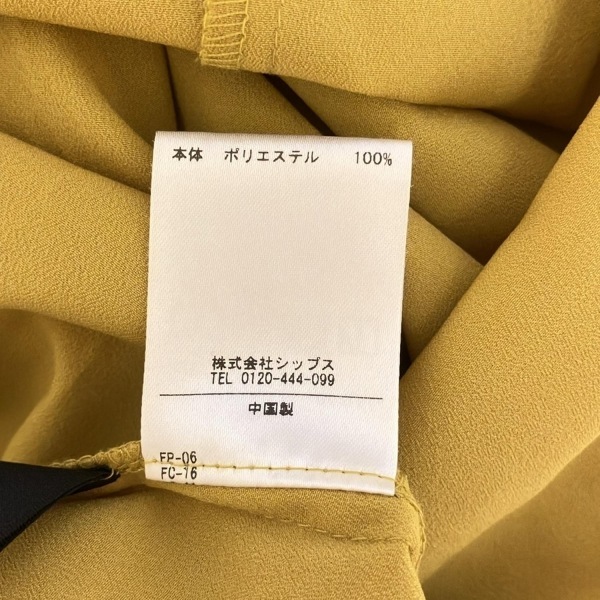 本体 ポリエステル 100%
株式会社シップス
TEL 0120-444-099
中国製
FP-06
FC-16